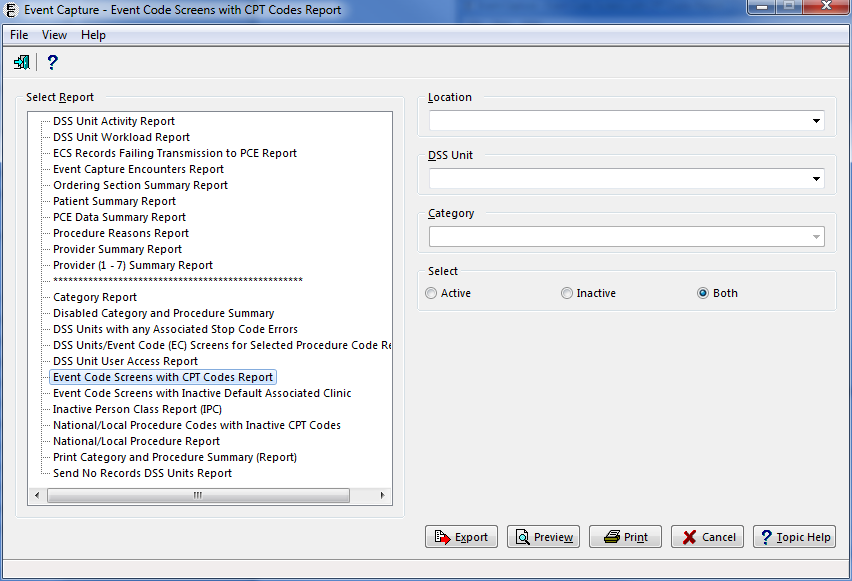 Event Capture - Event Code Screens with CPT Codes Report
File View Help
?
Select Report
DSS Unit Activity Report
DSS Unit Workload Report
ECS Records Failing Transmission to PCE Report
Event Capture Encounters Report
Ordering Section Summary Report
Patient Summary Report
PCE Data Summary Report
Procedure Reasons Report
Provider Summary Report
Provider (1 - 7) Summary Report
**************************************************
Category Report
Disabled Category and Procedure Summary
DSS Units with any Associated Stop Code Errors
DSS Units/Event Code (EC) Screens for Selected Procedure Code Re
DSS Unit User Access Report
Event Code Screens with CPT Codes Report
Event Code Screens with Inactive Default Associated Clinic
Inactive Person Class Report (IPC)
National/Local Procedure Codes with Inactive CPT Codes
National/Local Procedure Report
Print Category and Procedure Summary (Report)
Send No Records DSS Units Report
Location
DSS Unit
Category
Select
Active Inactive Both
Export Preview Print Cancel ? Topic Help